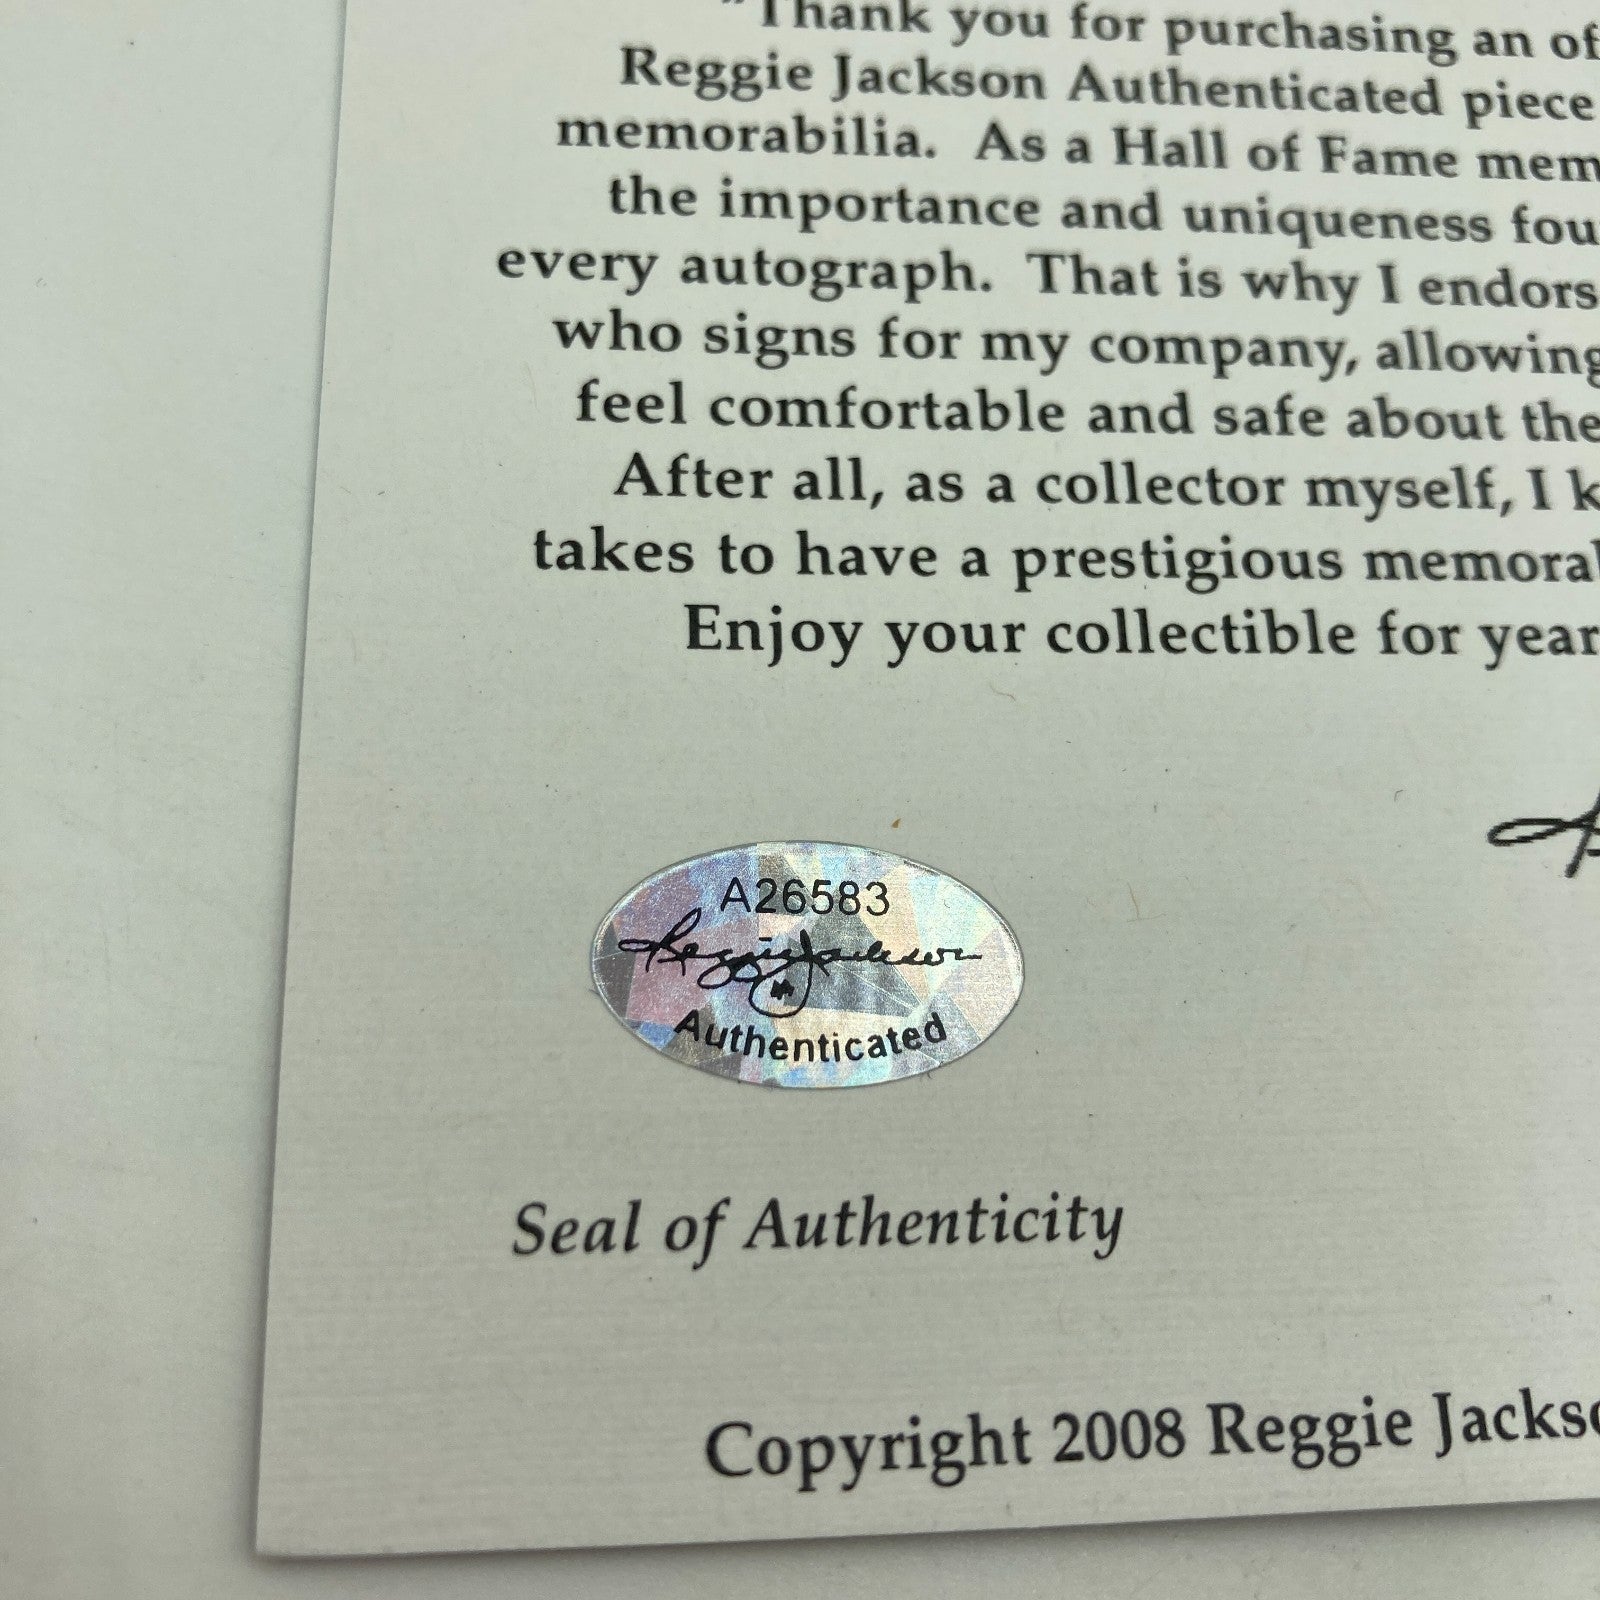 "Thank you for purchasing an of
Reggie Jackson Authenticated piece
memorabilia. As a Hall of Fame mem
the importance and uniqueness fou
every autograph. That is why I endors
who signs for my company, allowing
feel comfortable and safe about the
After all, as a collector myself, I k
takes to have a prestigious memora
Enjoy your collectible for year
A26583
Reggie Jackson
Authenticated
Seal of Authenticity
Copyright 2008 Reggie Jackso